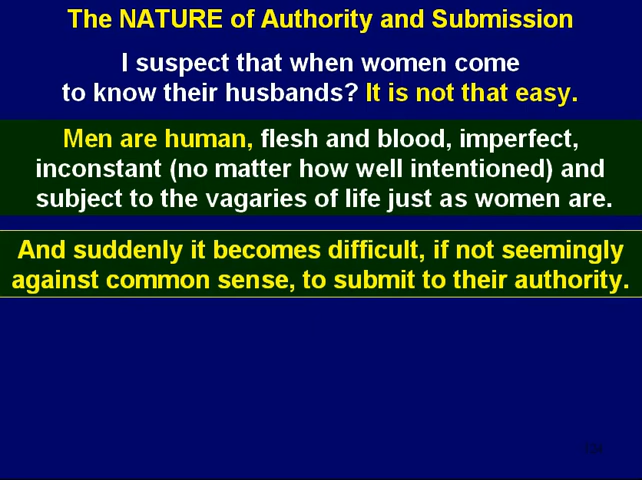 The NATURE of Authority and Submission
I suspect that when women come
to know their husbands? It is not that easy.
Men are human, flesh and blood, imperfect,
inconstant (no matter how well intentioned) and
subject to the vagaries of life just as women are.
And suddenly it becomes difficult, if not seemingly
against common sense, to submit to their authority.